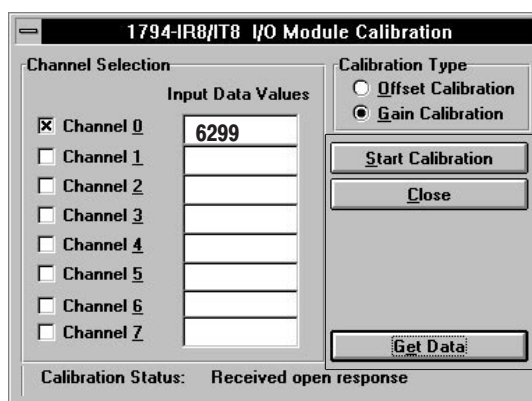 1794-IR8/IT8 I/O Module Calibration
Channel Selection
Input Data Values
Channel 0
6299
Channel 1
Channel 2
Channel 3
Channel 4
Channel 5
Channel 6
Channel 7
Calibration Type
Offset Calibration
Gain Calibration
Start Calibration
Close
Get Data
Calibration Status: Received open response